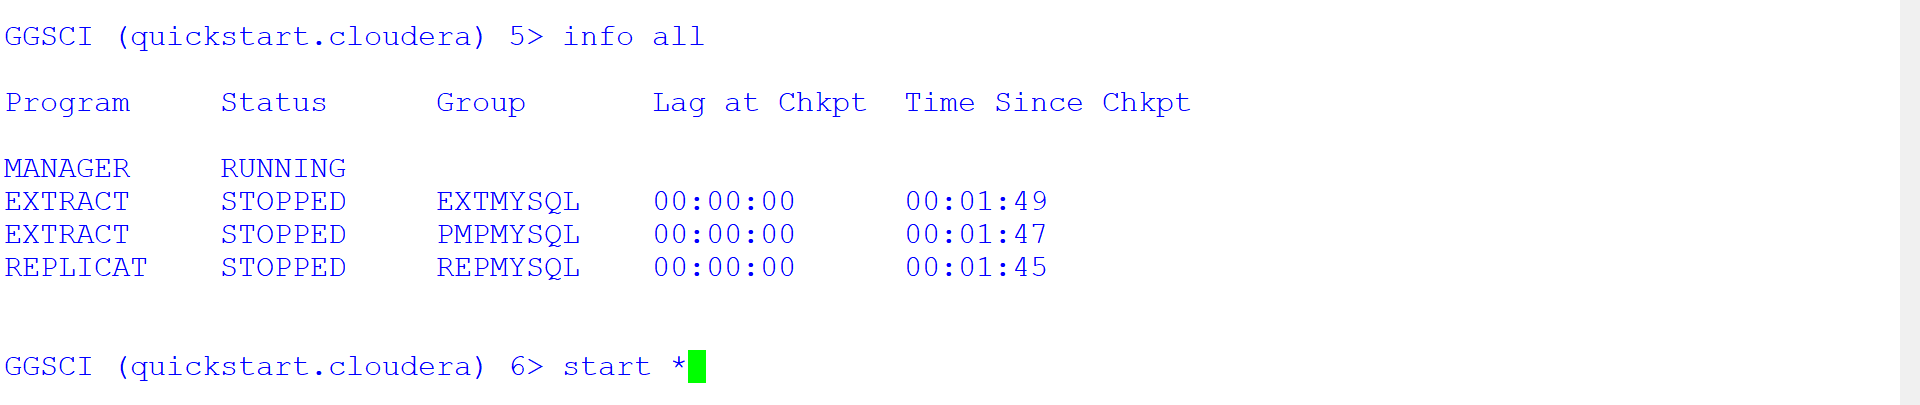 GGSCI (quickstart.cloudera) 5> info all
Program     Status      Group       Lag at Chkpt  Time Since Chkpt
MANAGER     RUNNING
EXTRACT     STOPPED     EXTMYSQL    00:00:00      00:01:49
EXTRACT     STOPPED     PMPMYSQL    00:00:00      00:01:47
REPLICAT    STOPPED     REPMYSQL    00:00:00      00:01:45
GGSCI (quickstart.cloudera) 6> start *